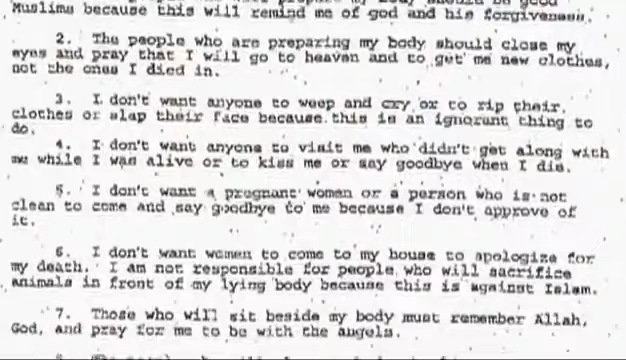 Muslims because this will remind me of god and his forgiveness.
2. The people who are preparing my body should close my
eyes and pray that I will go to heaven and to get me new clothes,
not the ones I died in.
3. I don't want anyone to weep and cry or to rip their
clothes or slap their face because this is an ignorant thing to
do.
4. I don't want anyone to visit me who didn't get along with
me while I was alive or to kiss me or say goodbye when I die.
5. I don't want a pregnant women or a person who is not
clean to come and say goodbye to me because I don't approve of
it.
6. I don't want women to come to my house to apologize for
my death. I am not responsible for people who will sacrifice
animals in front of my lying body because this is against Islam.
7. Those who will sit beside my body must remember Allah,
God, and pray for me to be with the angels.